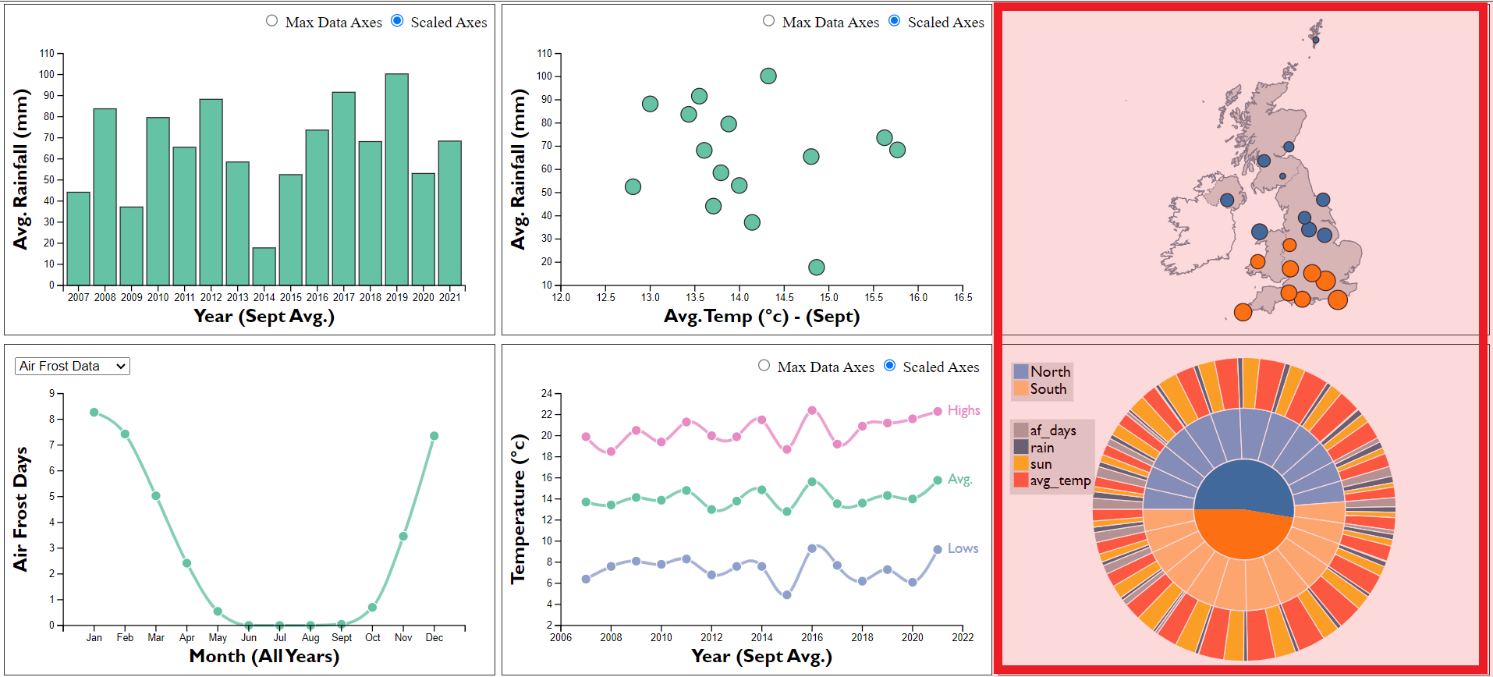 Max Data Axes Scaled Axes
110
100
90
80
70
60
50
40
30
20
10
0
Avg. Rainfall (mm)
2007 2008 2009 2010 2011 2012 2013 2014 2015 2016 2017 2018 2019 2020 2021
Year (Sept Avg.)
Max Data Axes Scaled Axes
110
100
90
80
70
60
50
40
30
20
10
Avg. Rainfall (mm)
12.0 12.5 13.0 13.5 14.0 14.5 15.0 15.5 16.0 16.5
Avg. Temp (°c) - (Sept)
Air Frost Data
9
8
7
6
5
4
3
2
1
0
Air Frost Days
Jan Feb Mar Apr May Jun Jul Aug Sept Oct Nov Dec
Month (All Years)
Max Data Axes Scaled Axes
24
22
20
18
16
14
12
10
8
6
4
2
Temperature (°c)
Highs
Avg.
Lows
2006 2008 2010 2012 2014 2016 2018 2020 2022
Year (Sept Avg.)
North
South
af_days
rain
sun
avg_temp